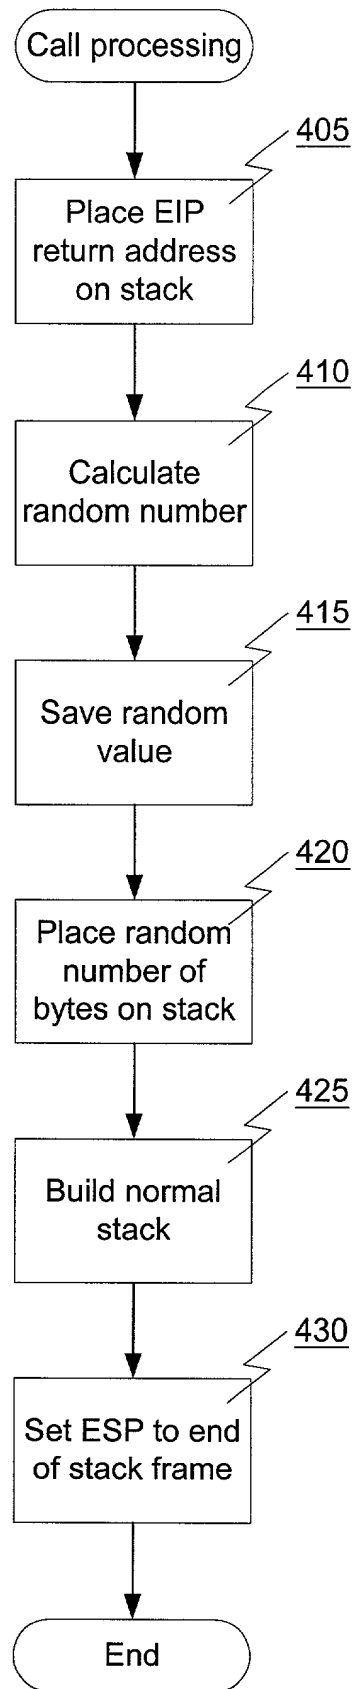 Call processing
405
Place EIP
return address
on stack
410
Calculate
random number
415
Save random
value
420
Place random
number of
bytes on stack
425
Build normal
stack
430
Set ESP to end
of stack frame
End